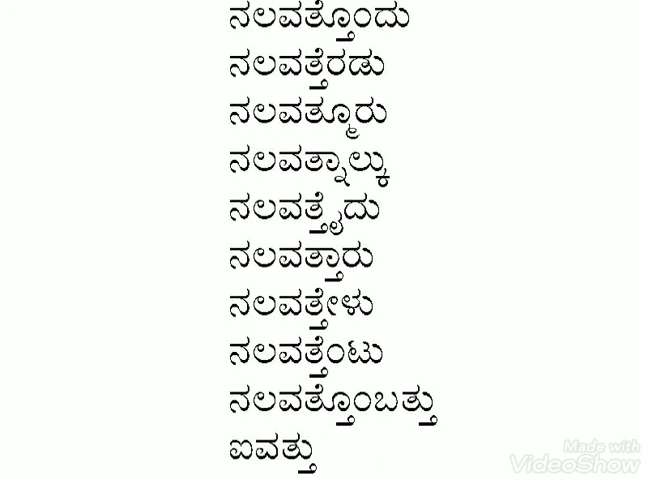 ನಲವತ್ತೊಂದು
ನಲವತ್ತೆರಡು
ನಲವತ್ಮೂರು
ನಲವತ್ನಾಲ್ಕು
ನಲವತ್ತೈದು
ನಲವತ್ತಾರು
ನಲವತ್ತೇಳು
ನಲವತ್ತೆಂಟು
ನಲವತ್ತೊಂಬತ್ತು
ಐವತ್ತು
Made with
VideoShow